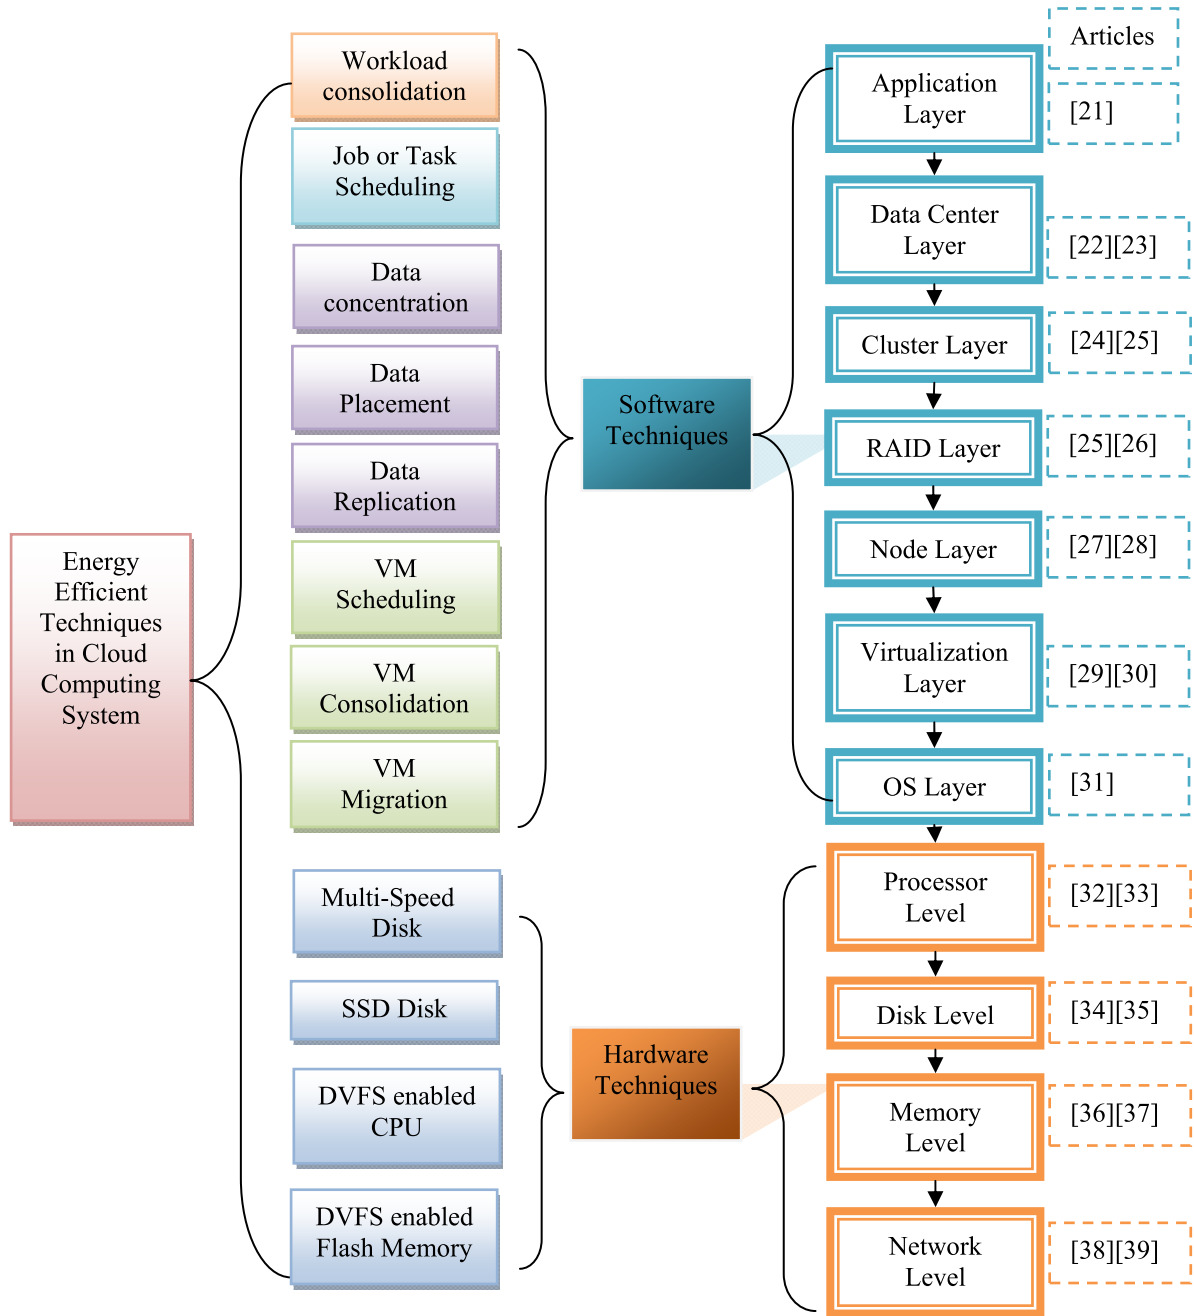 Energy
Efficient
Techniques
in Cloud
Computing
System
Workload
consolidation
Job or Task
Scheduling
Data
concentration
Data
Placement
Data
Replication
VM
Scheduling
VM
Consolidation
VM
Migration
Multi-Speed
Disk
SSD Disk
DVFS enabled
CPU
DVFS enabled
Flash Memory
Software
Techniques
Hardware
Techniques
Articles
Application
Layer
[21]
Data Center
Layer
[22][23]
Cluster Layer
[24][25]
RAID Layer
[25][26]
Node Layer
[27][28]
Virtualization
Layer
[29][30]
OS Layer
[31]
Processor
Level
[32][33]
Disk Level
[34][35]
Memory
Level
[36][37]
Network
Level
[38][39]